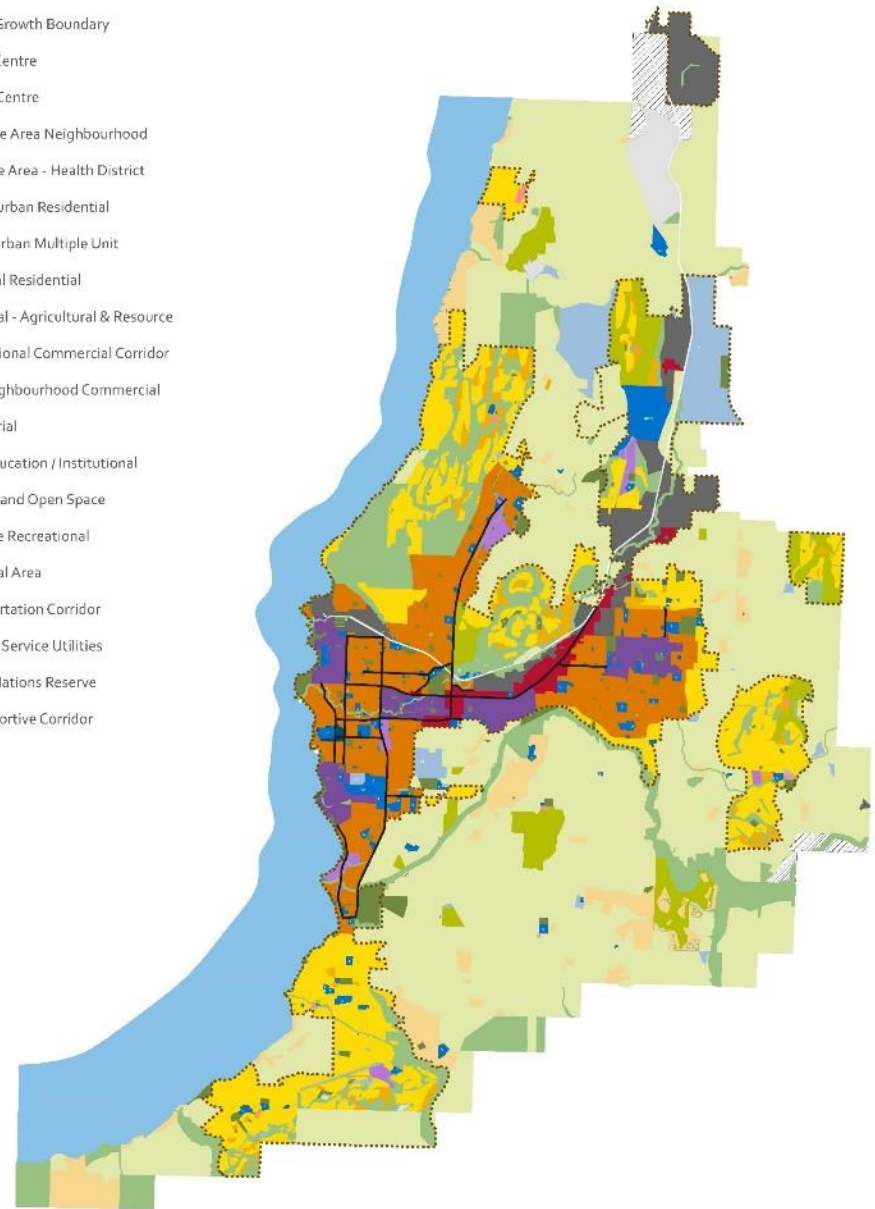 Growth Boundary
Centre
Centre
e Area Neighbourhood
e Area - Health District
urban Residential
urban Multiple Unit
al Residential
al - Agricultural & Resource
ional Commercial Corridor
ghbourhood Commercial
rial
ucation / Institutional
and Open Space
e Recreational
al Area
rtation Corridor
Service Utilities
Nations Reserve
ortive Corridor